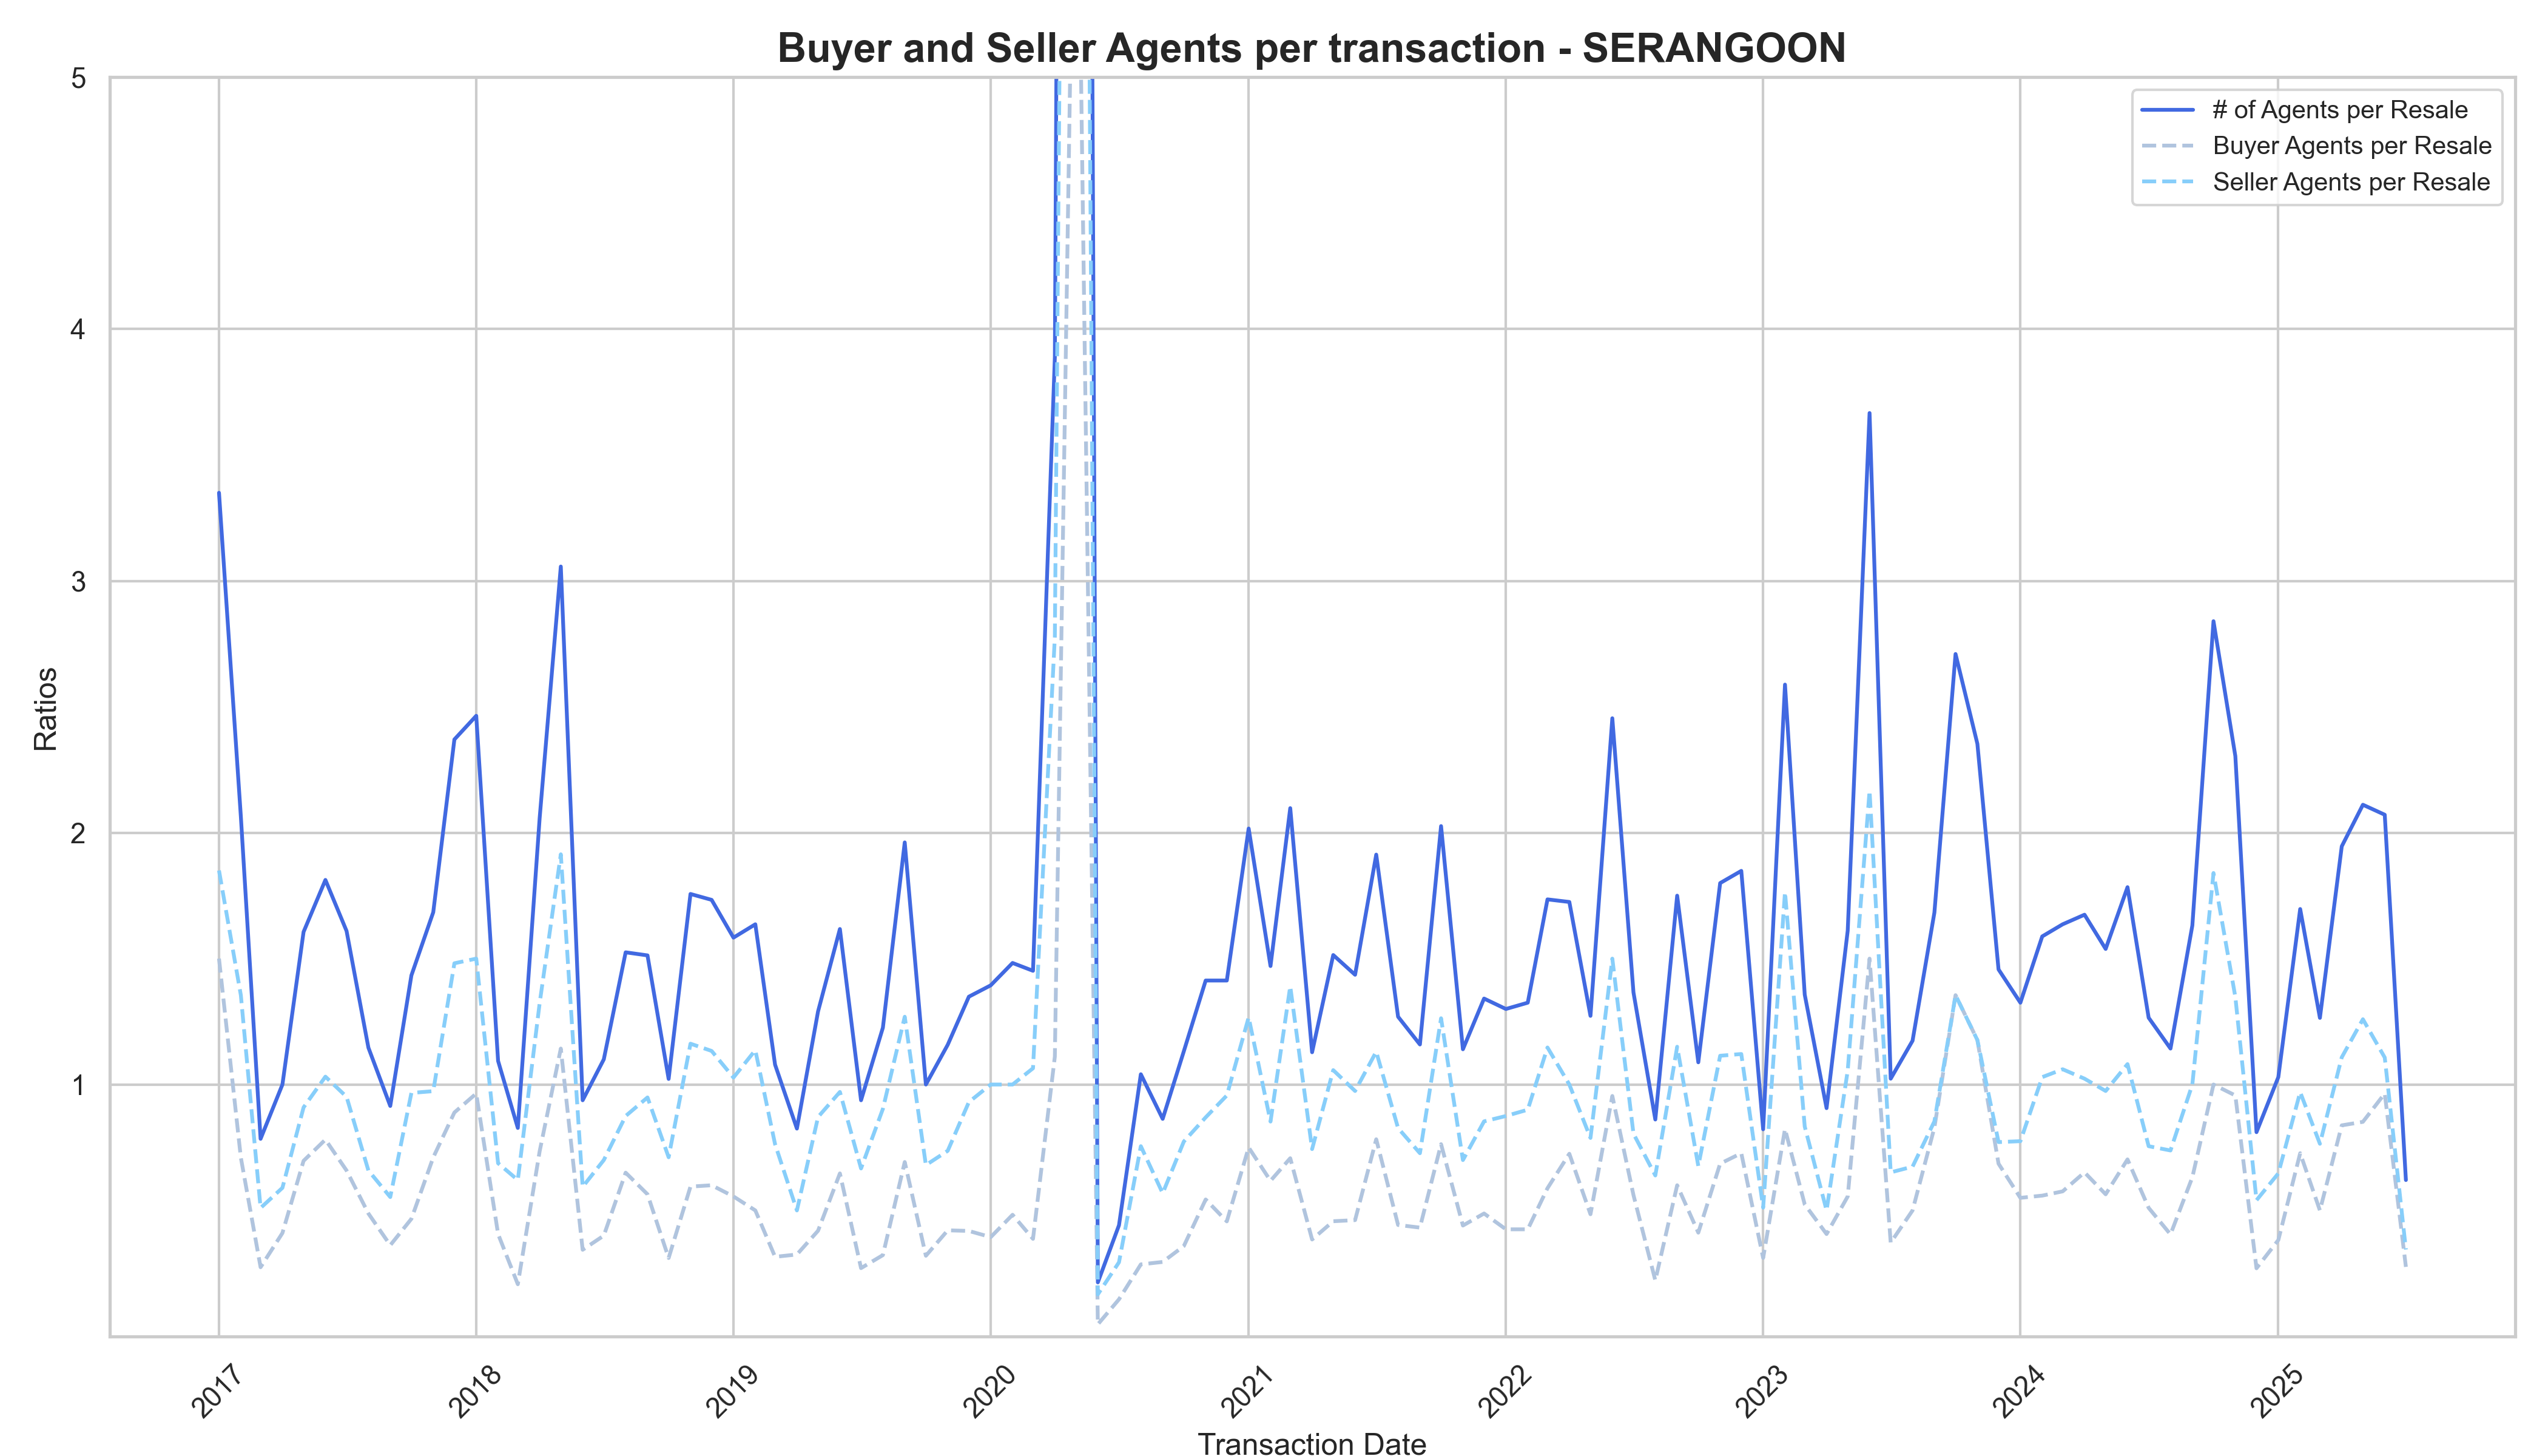 Buyer and Seller Agents per transaction - SERANGOON
5
4
3
2
1
Ratios
# of Agents per Resale
Buyer Agents per Resale
Seller Agents per Resale
2017
2018
2019
2020
2021
2022
2023
2024
2025
Transaction Date